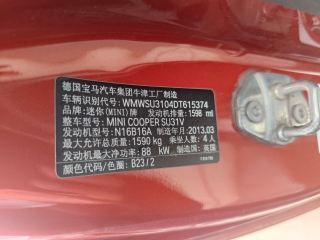 德国宝马汽车集团牛津工厂制造
车辆识别代号: WMWSU3104DT615374
品牌: 迷你(MINI)牌 发动机排量: 1598 ml
整车型号: MINI COOPER SU31V
发动机型号: N16B16A 制造年月: 2013.03
最大允许总质量: 1590 kg 乘坐人数: 4 人
发动机最大净功率: 88 kW 制造国: 英国
颜色代码/色圈: B23 / 2